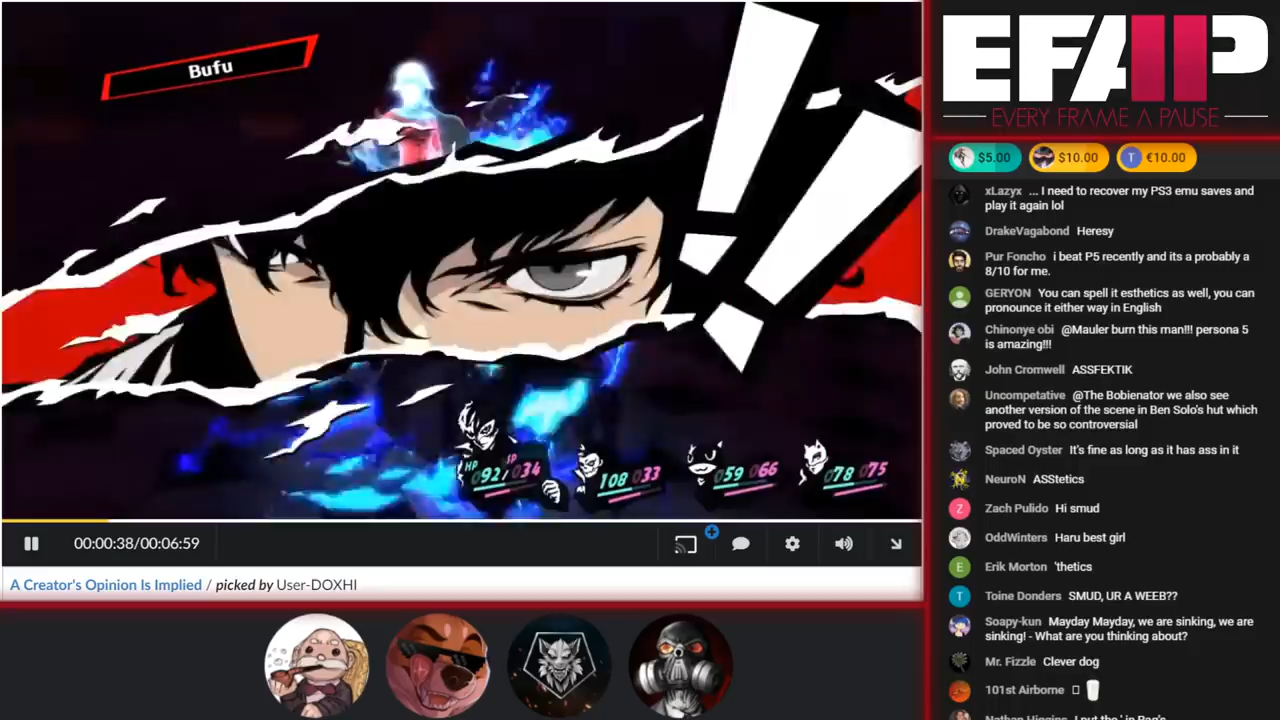 Bufu
HP
SP
092/034
108 033
059 066
078 075
00:00:38/00:06:59
A Creator's Opinion Is Implied / picked by User-DOXHI
EFAP
EVERY FRAME A PAUSE
$5.00
$10.00
T €10.00
xLazyx ... I need to recover my PS3 emu saves and
play it again lol
DrakeVagabond Heresy
Pur Foncho i beat P5 recently and its a probably a
8/10 for me.
GERYON You can spell it esthetics as well, you can
pronounce it either way in English
Chinonye obi @Mauler burn this man!!! persona 5
is amazing!!!
John Cromwell ASSFEKTIK
Uncompetative @The Bobienator we also see
another version of the scene in Ben Solo's hut which
proved to be so controversial
Spaced Oyster It's fine as long as it has ass in it
NeuroN ASStetics
Z Zach Pulido Hi smud
OddWinters Haru best girl
E Erik Morton 'thetics
T Toine Donders SMUD, UR A WEEB??
Soapy-kun Mayday Mayday, we are sinking, we are
sinking! - What are you thinking about?
Mr. Fizzle Clever dog
101st Airborne
Nathan Higgins I put the ' in Rag's